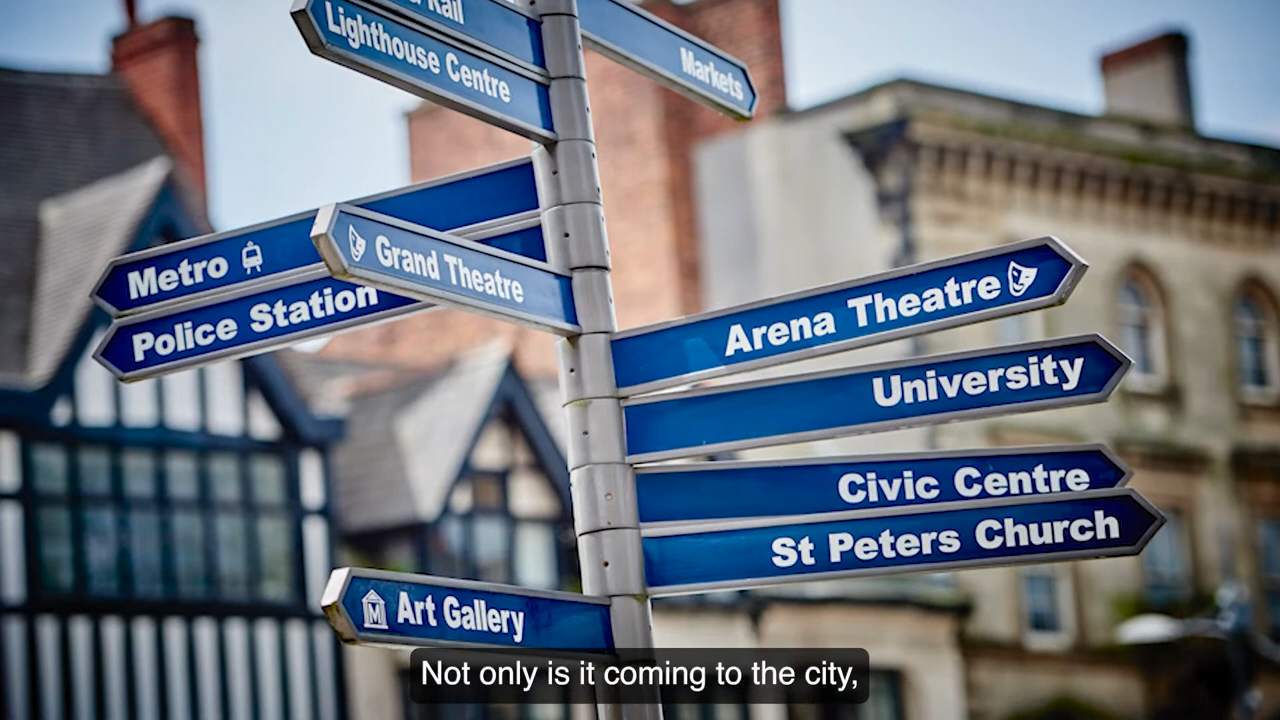 Rail
Lighthouse Centre
Markets
Metro
Grand Theatre
Police Station
Arena Theatre
University
Civic Centre
St Peters Church
Art Gallery
Not only is it coming to the city,